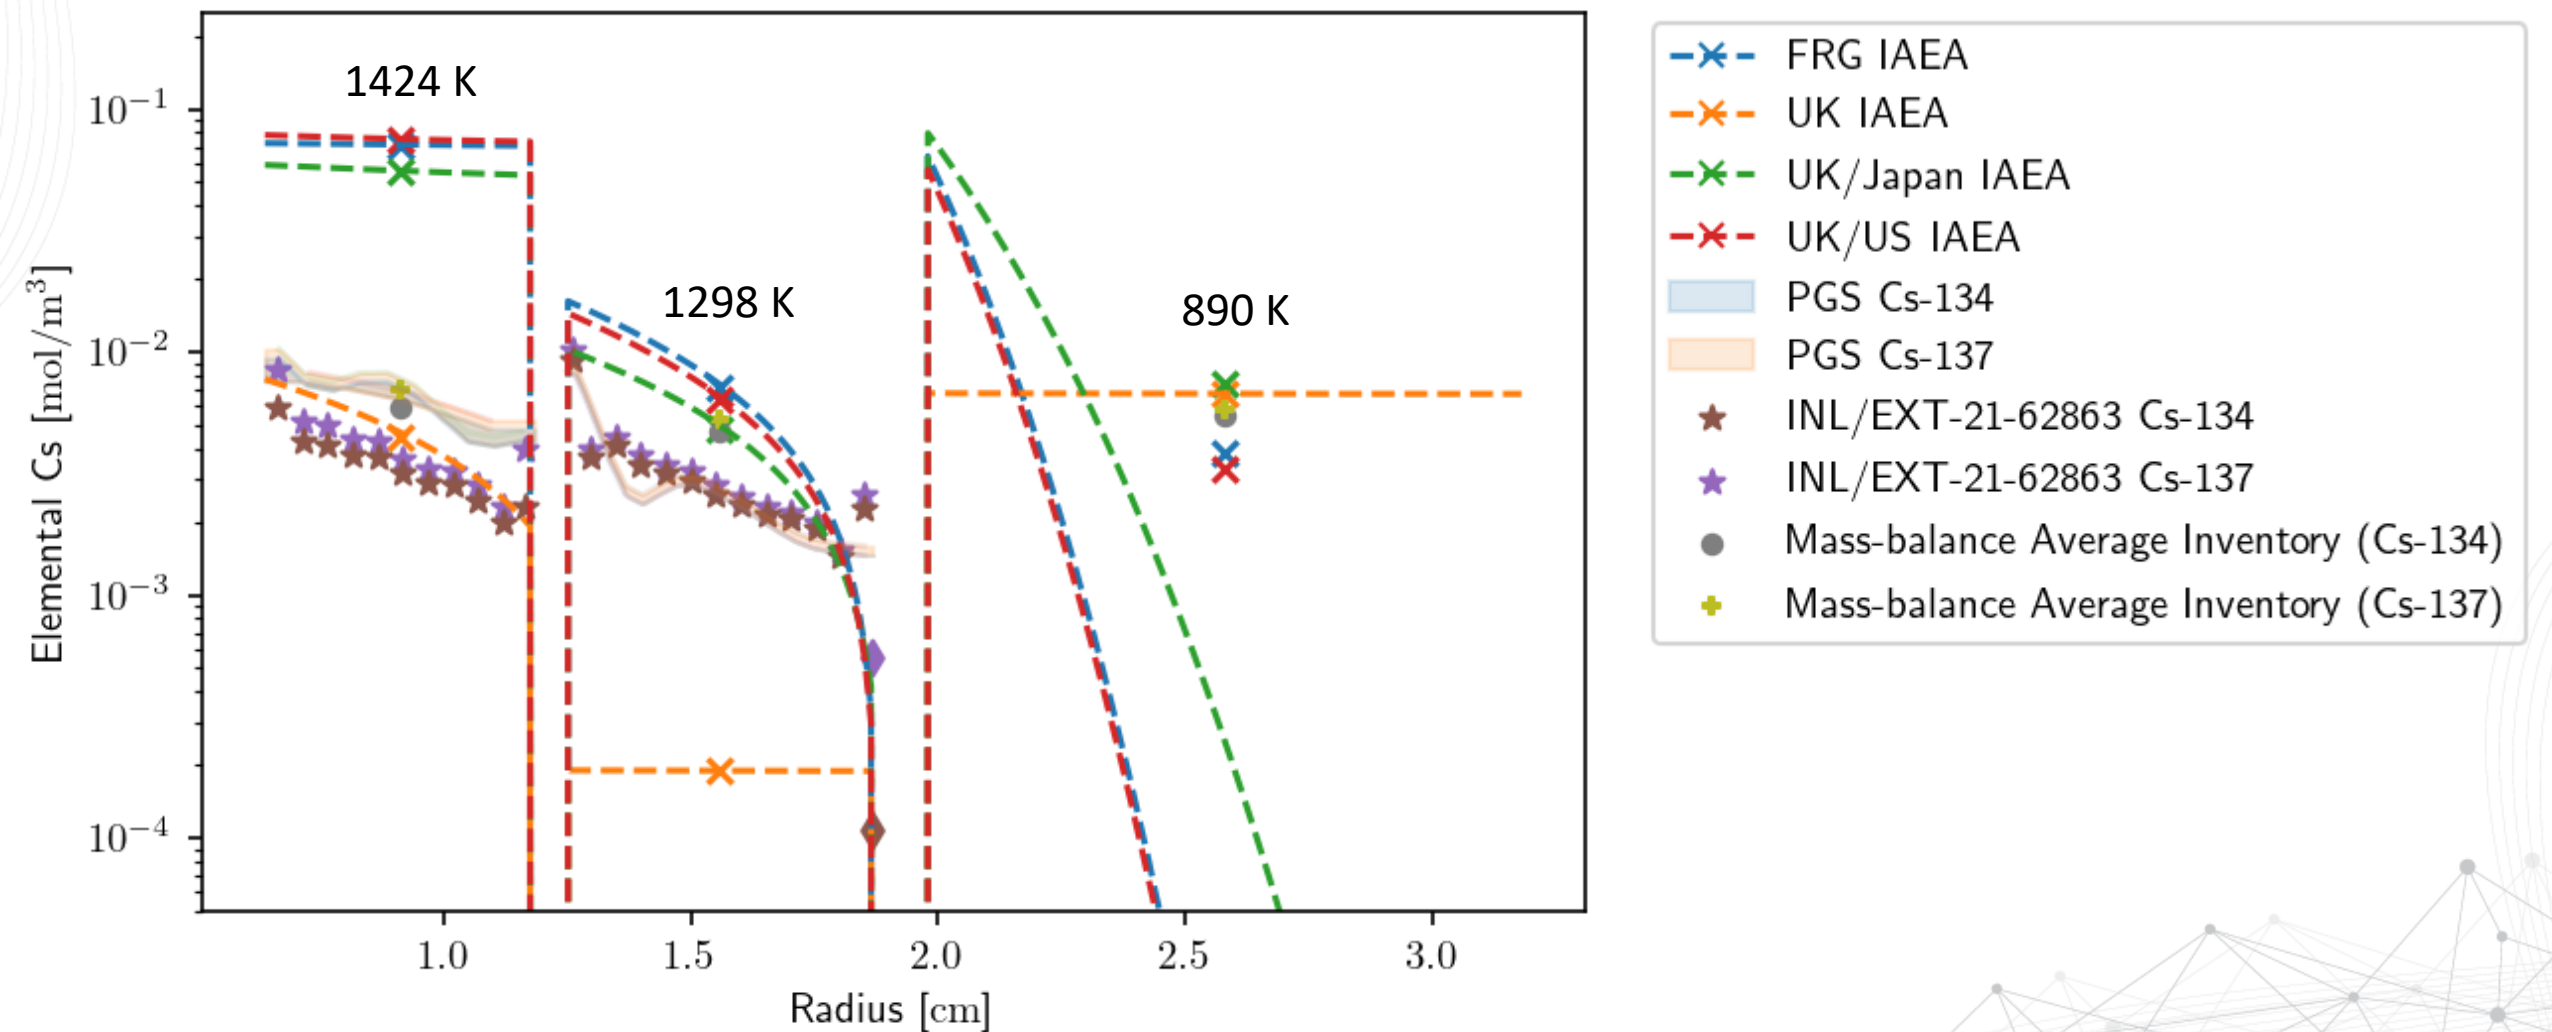 1424 K
1298 K
890 K
10⁻¹
10⁻²
10⁻³
10⁻⁴
Elemental Cs [mol/m³]
1.0 1.5 2.0 2.5 3.0
Radius [cm]
FRG IAEA
UK IAEA
UK/Japan IAEA
UK/US IAEA
PGS Cs-134
PGS Cs-137
INL/EXT-21-62863 Cs-134
INL/EXT-21-62863 Cs-137
Mass-balance Average Inventory (Cs-134)
Mass-balance Average Inventory (Cs-137)